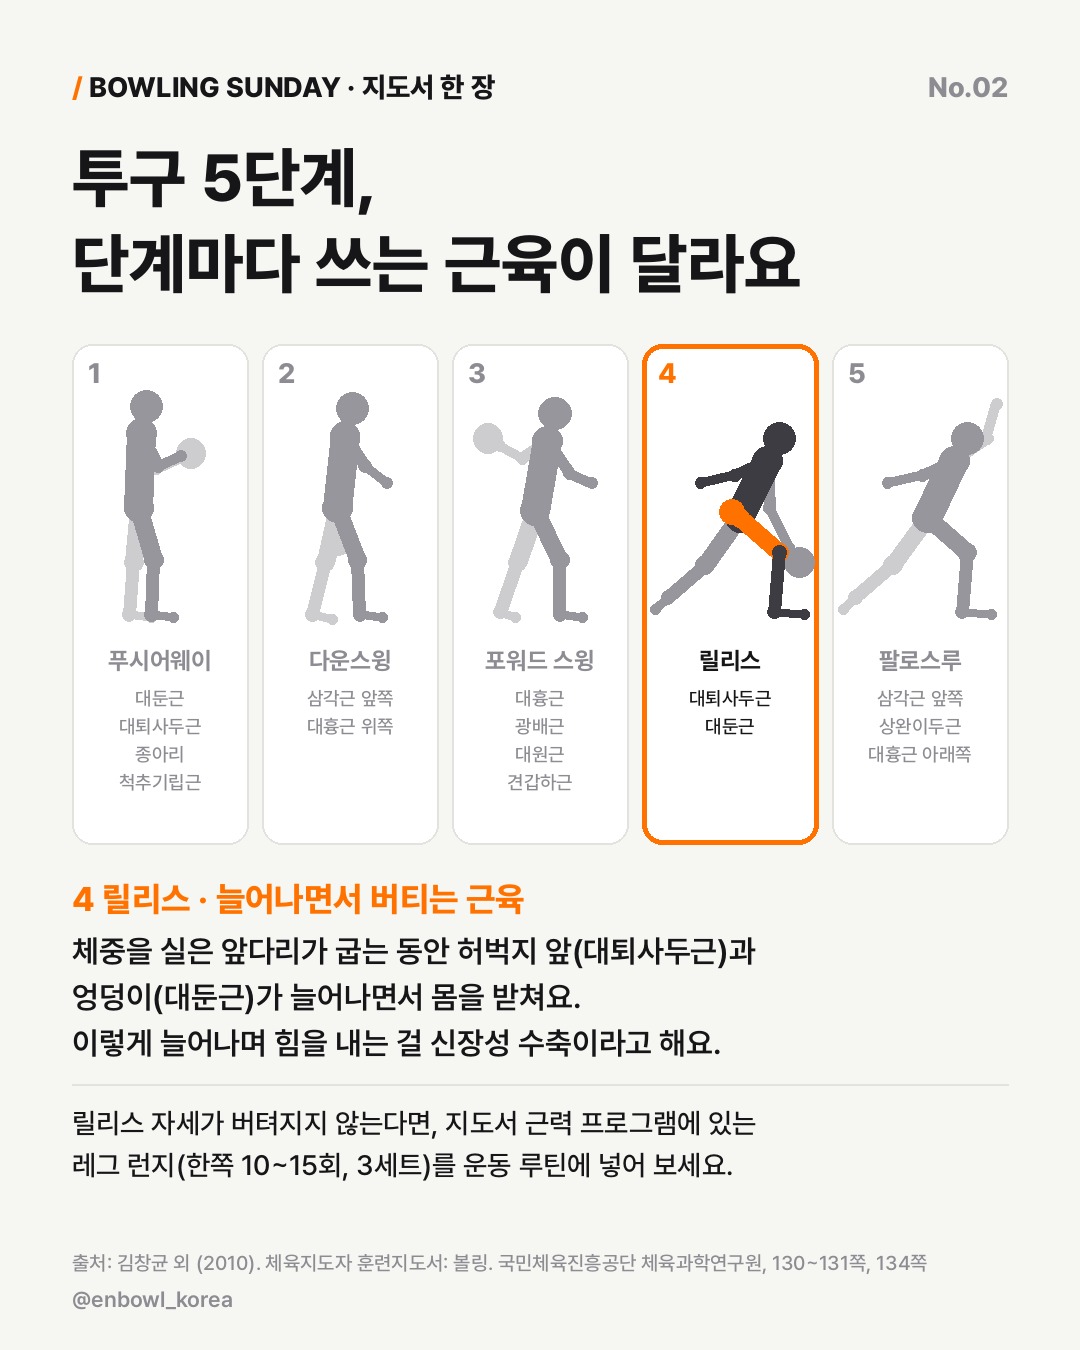 / BOWLING SUNDAY · 지도서 한 장
No.02
투구 5단계,
단계마다 쓰는 근육이 달라요
1
푸시어웨이
대둔근
대퇴사두근
종아리
척추기립근
2
다운스윙
삼각근 앞쪽
대흉근 위쪽
3
포워드 스윙
대흉근
광배근
대원근
견갑하근
4
릴리스
대퇴사두근
대둔근
5
팔로스루
삼각근 앞쪽
상완이두근
대흉근 아래쪽
4 릴리스 · 늘어나면서 버티는 근육
체중을 실은 앞다리가 굽는 동안 허벅지 앞(대퇴사두근)과
엉덩이(대둔근)가 늘어나면서 몸을 받쳐요.
이렇게 늘어나며 힘을 내는 걸 신장성 수축이라고 해요.
릴리스 자세가 버텨지지 않는다면, 지도서 근력 프로그램에 있는
레그 런지(한쪽 10~15회, 3세트)를 운동 루틴에 넣어 보세요.
출처: 김창균 외 (2010). 체육지도자 훈련지도서: 볼링. 국민체육진흥공단 체육과학연구원, 130~131쪽, 134쪽
@enbowl_korea